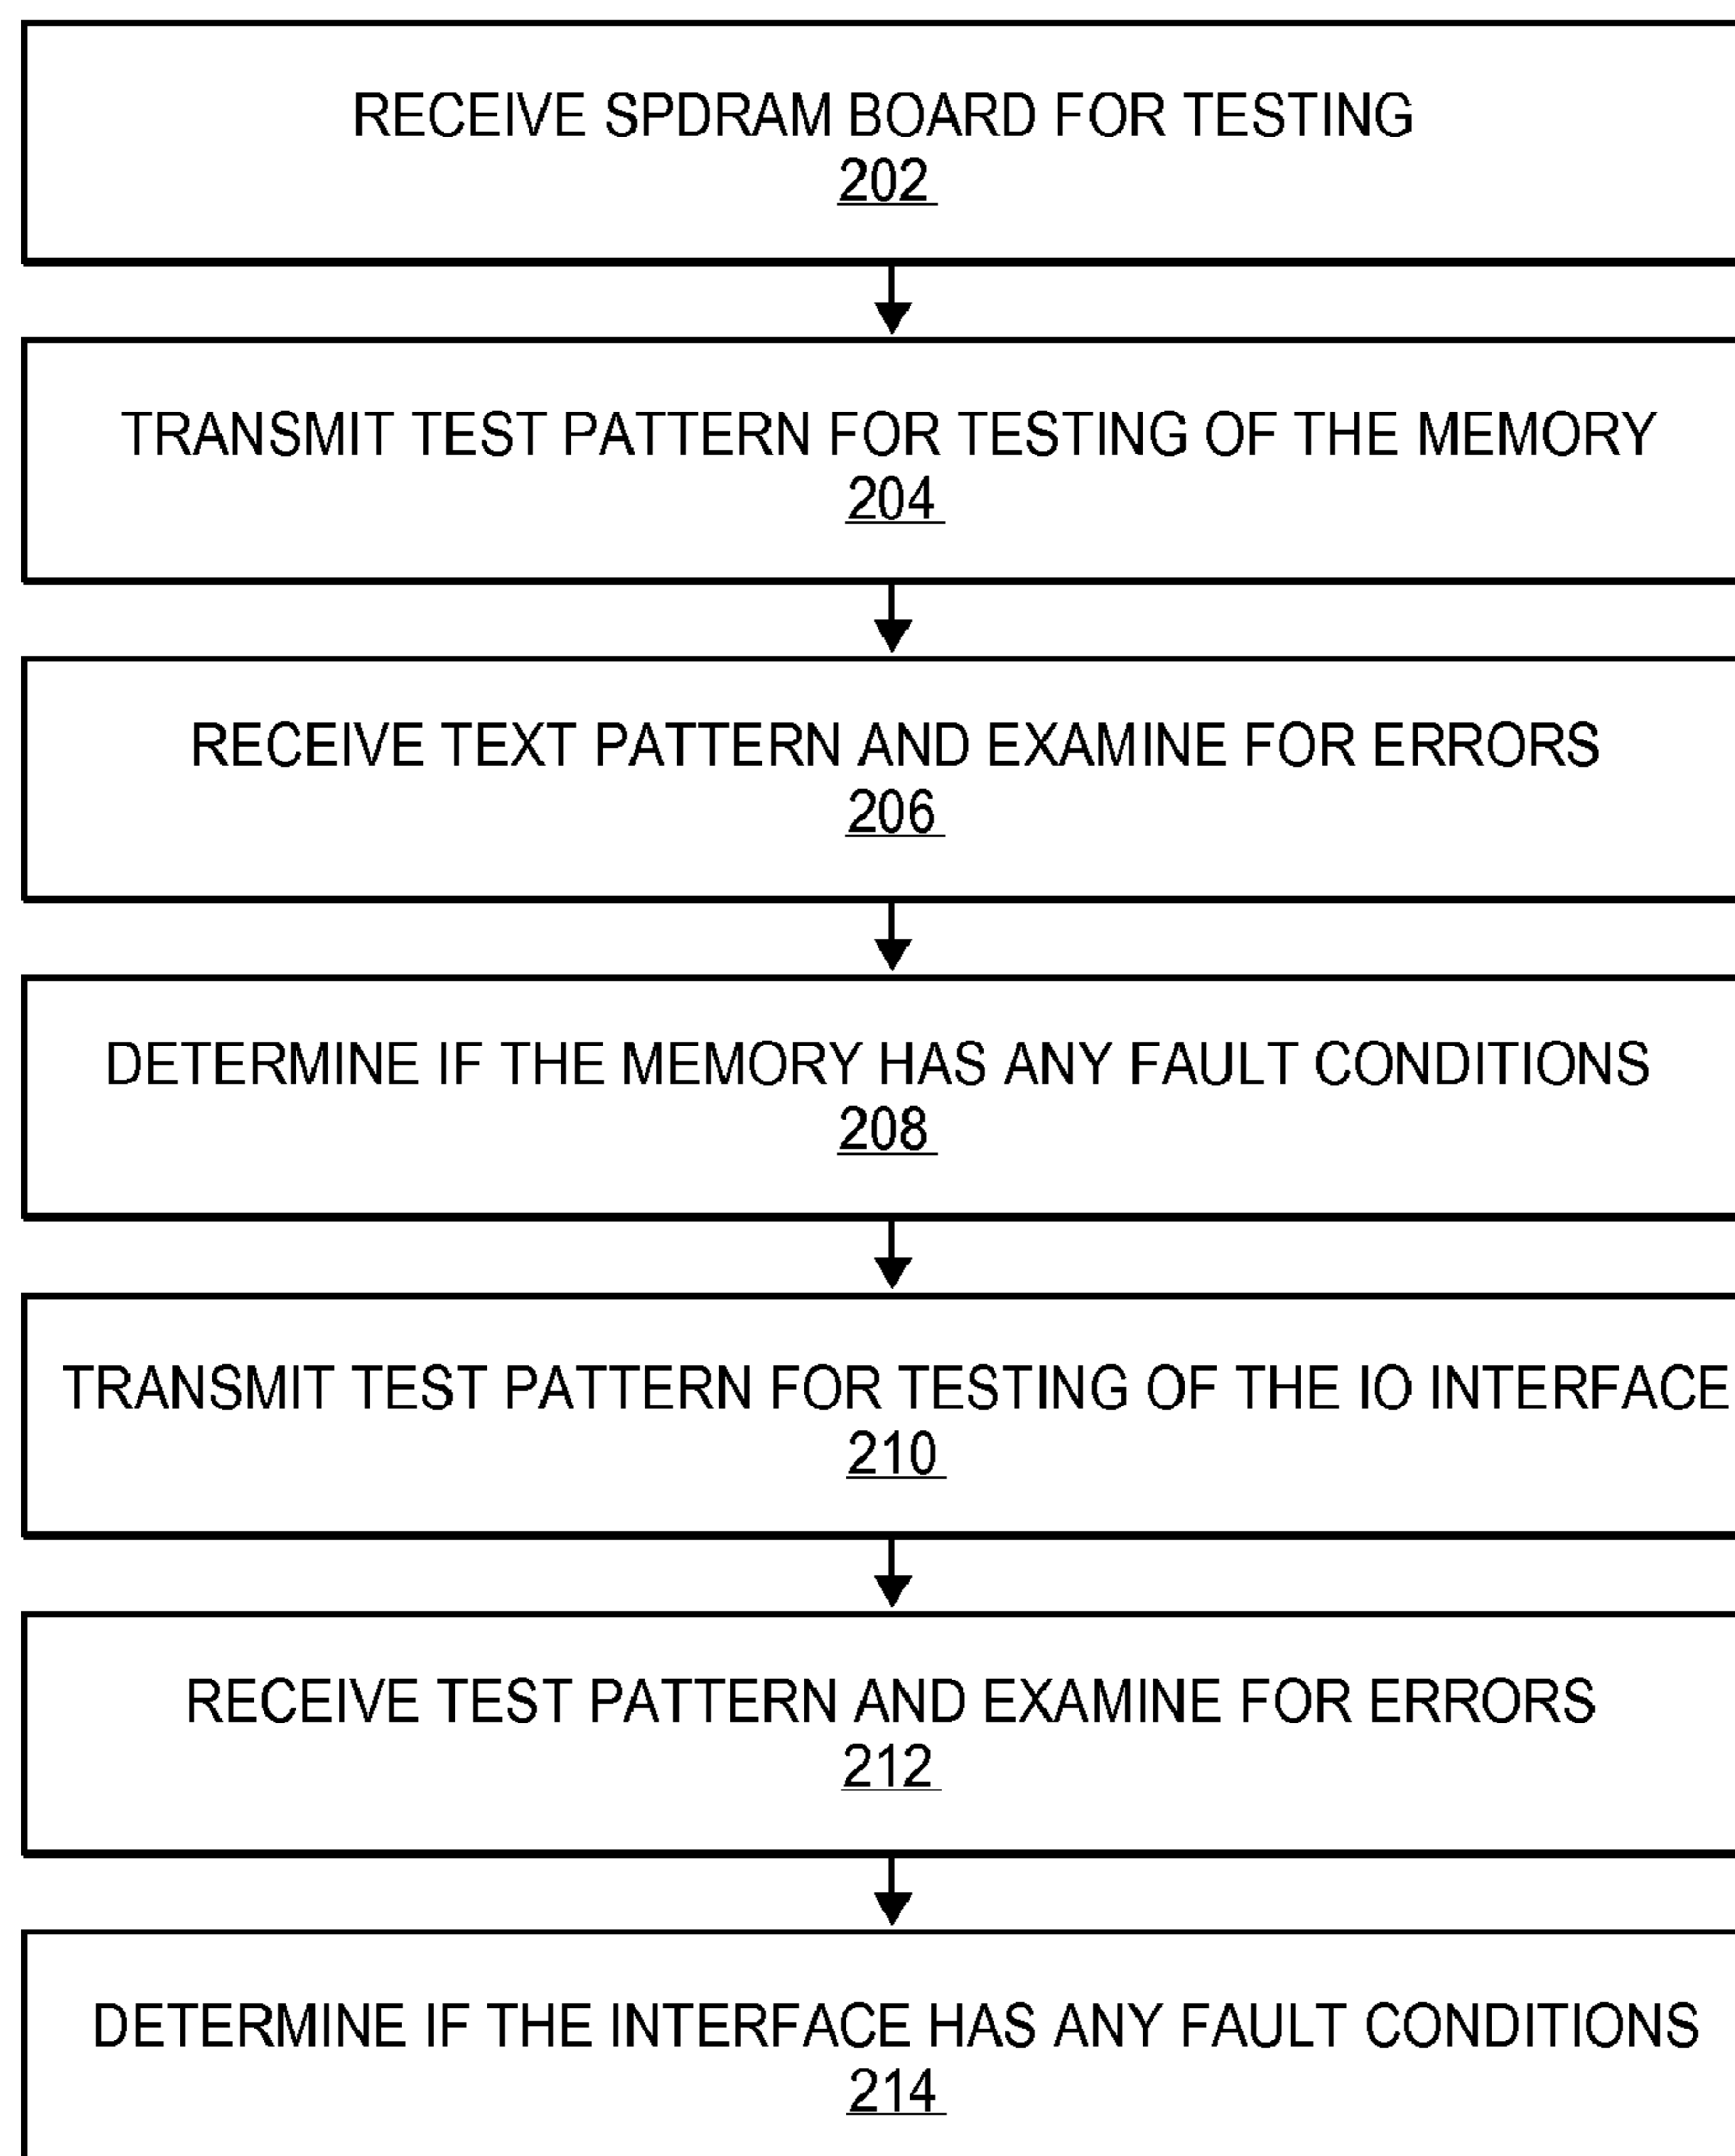 RECEIVE SPDRAM BOARD FOR TESTING
202
TRANSMIT TEST PATTERN FOR TESTING OF THE MEMORY
204
RECEIVE TEXT PATTERN AND EXAMINE FOR ERRORS
206
DETERMINE IF THE MEMORY HAS ANY FAULT CONDITIONS
208
TRANSMIT TEST PATTERN FOR TESTING OF THE IO INTERFACE
210
RECEIVE TEST PATTERN AND EXAMINE FOR ERRORS
212
DETERMINE IF THE INTERFACE HAS ANY FAULT CONDITIONS
214